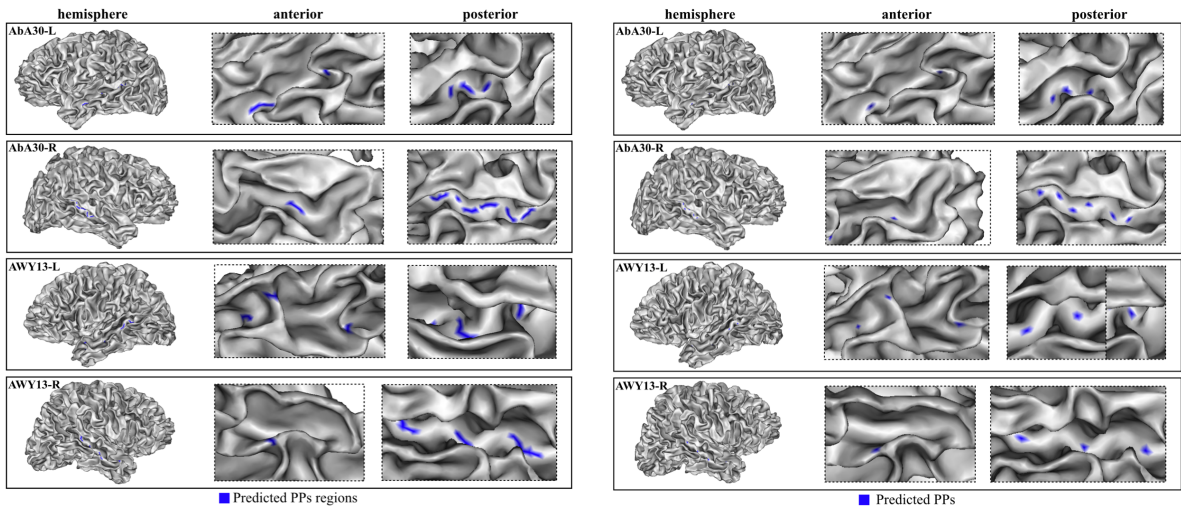 hemisphere anterior posterior
AbA30-L
AbA30-R
AWY13-L
AWY13-R
Predicted PPs regions
hemisphere anterior posterior
AbA30-L
AbA30-R
AWY13-L
AWY13-R
Predicted PPs